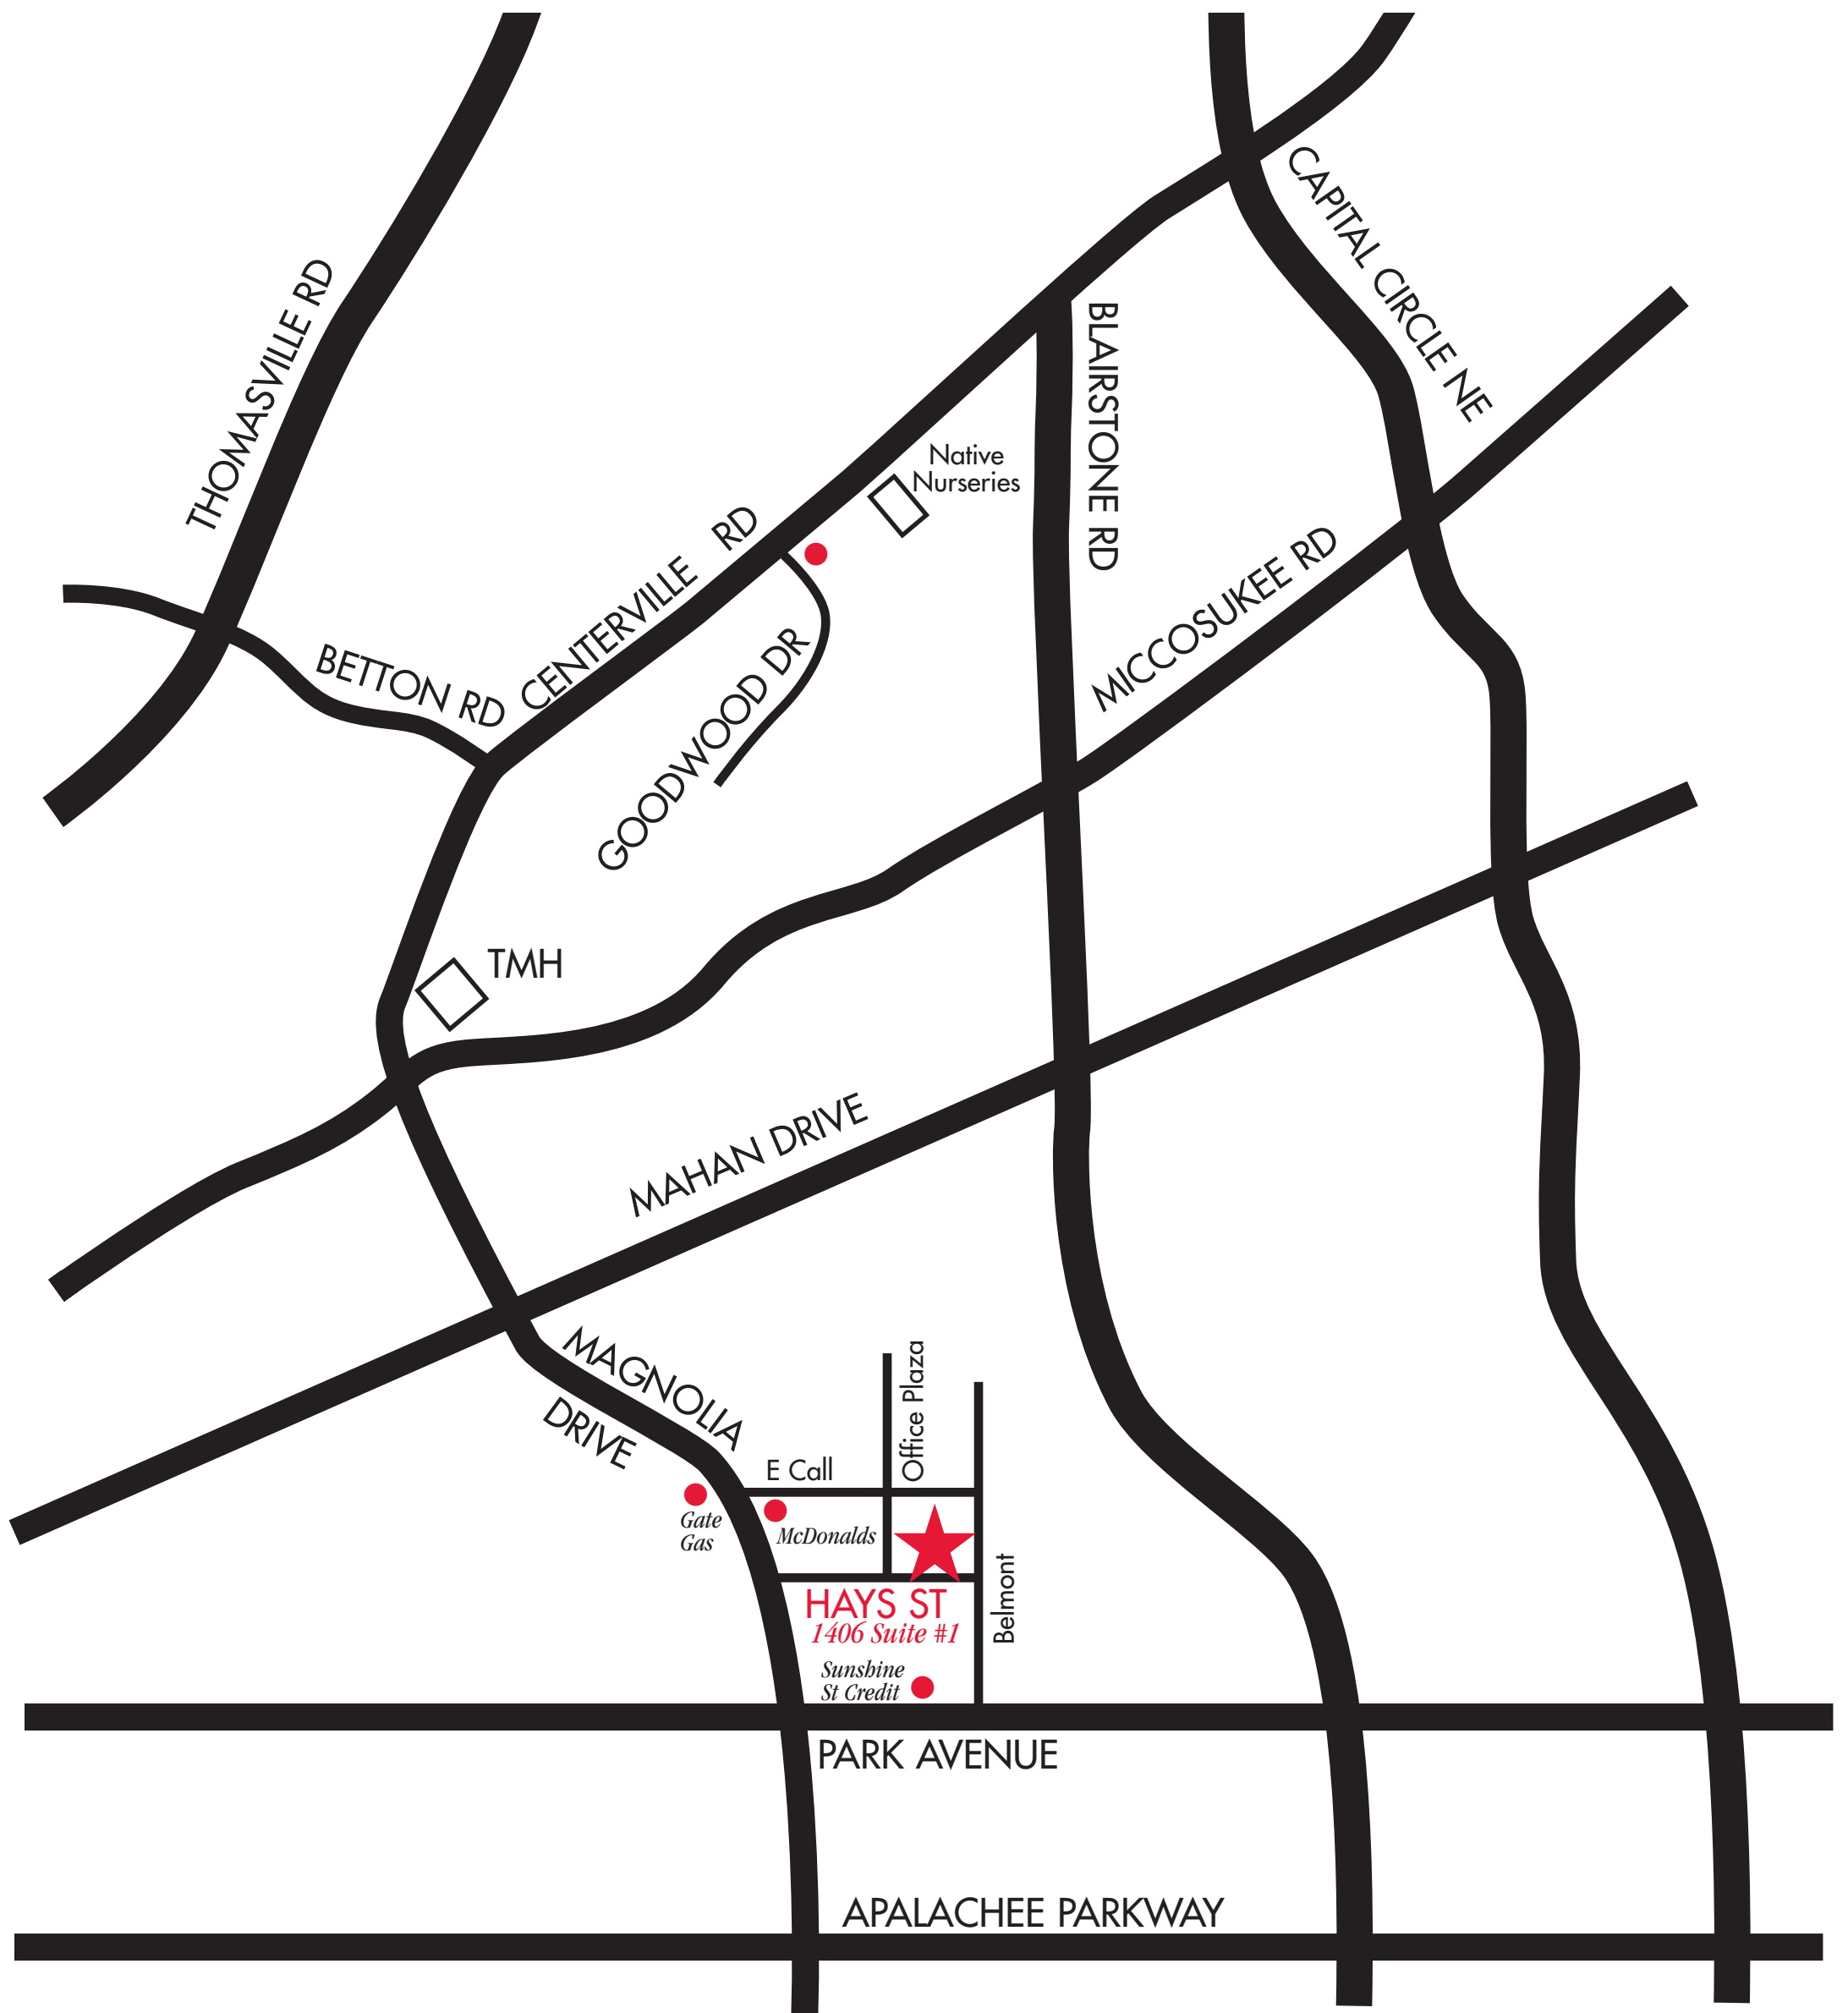 CAPITAL CIRCLE NE
THOMASVILLE RD
BLAIRSTONE RD
Native
Nurseries
CENTERVILLE RD
MICCOSUKEE RD
BETTON RD
GOODWOOD DR
TMH
MAHAN DRIVE
MAGNOLIA
DRIVE
Office Plaza
E Call
Gate
Gas
McDonalds
Belmont
HAYS ST
1406 Suite #1
Sunshine
St Credit
PARK AVENUE
APALACHEE PARKWAY